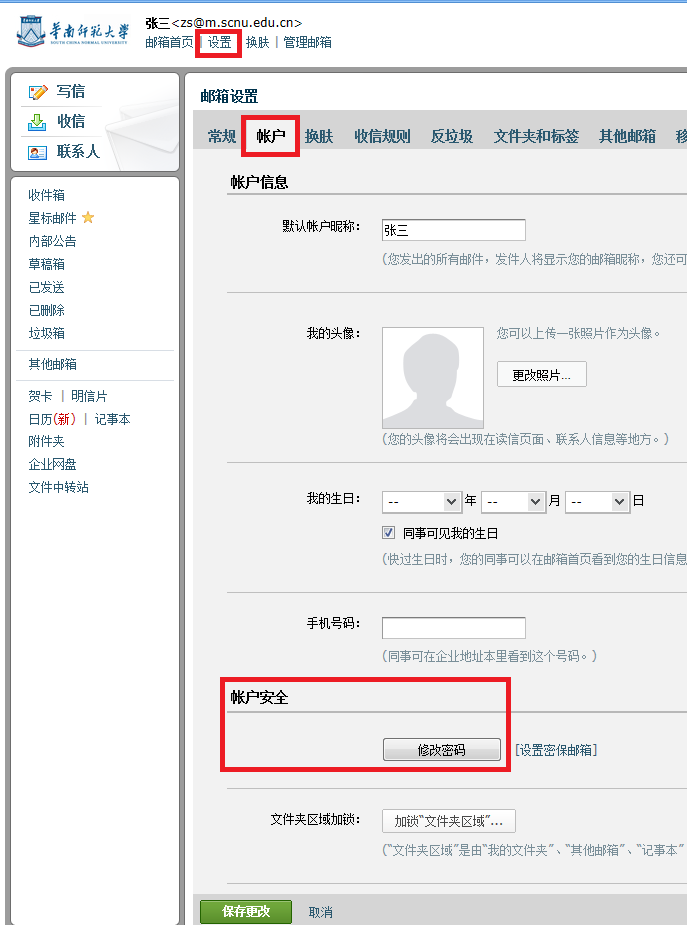 华南师范大学
SOUTH CHINA NORMAL UNIVERSITY
张三<zs@m.scnu.edu.cn>
邮箱首页 | 设置 | 换肤 | 管理邮箱
写信
收信
联系人
收件箱
星标邮件
内部公告
草稿箱
已发送
已删除
垃圾箱
其他邮箱
贺卡 | 明信片
日历(新) | 记事本
附件夹
企业网盘
文件中转站
邮箱设置
常规 帐户 换肤 收信规则 反垃圾 文件夹和标签 其他邮箱 移
帐户信息
默认帐户昵称： 张三
(您发出的所有邮件，发件人将显示您的邮箱昵称，您还可
我的头像： 您可以上传一张照片作为头像。
更改照片...
(您的头像将会出现在读信页面、联系人信息等地方。)
我的生日： -- 年 -- 月 -- 日
同事可见我的生日
(快过生日时，您的同事可以在邮箱首页看到您的生日信息
手机号码：
(同事可在企业地址本里看到这个号码。)
帐户安全
修改密码 [设置密保邮箱]
文件夹区域加锁： 加锁“文件夹区域”...
(“文件夹区域”是由“我的文件夹”、“其他邮箱”、“记事本”
保存更改 取消